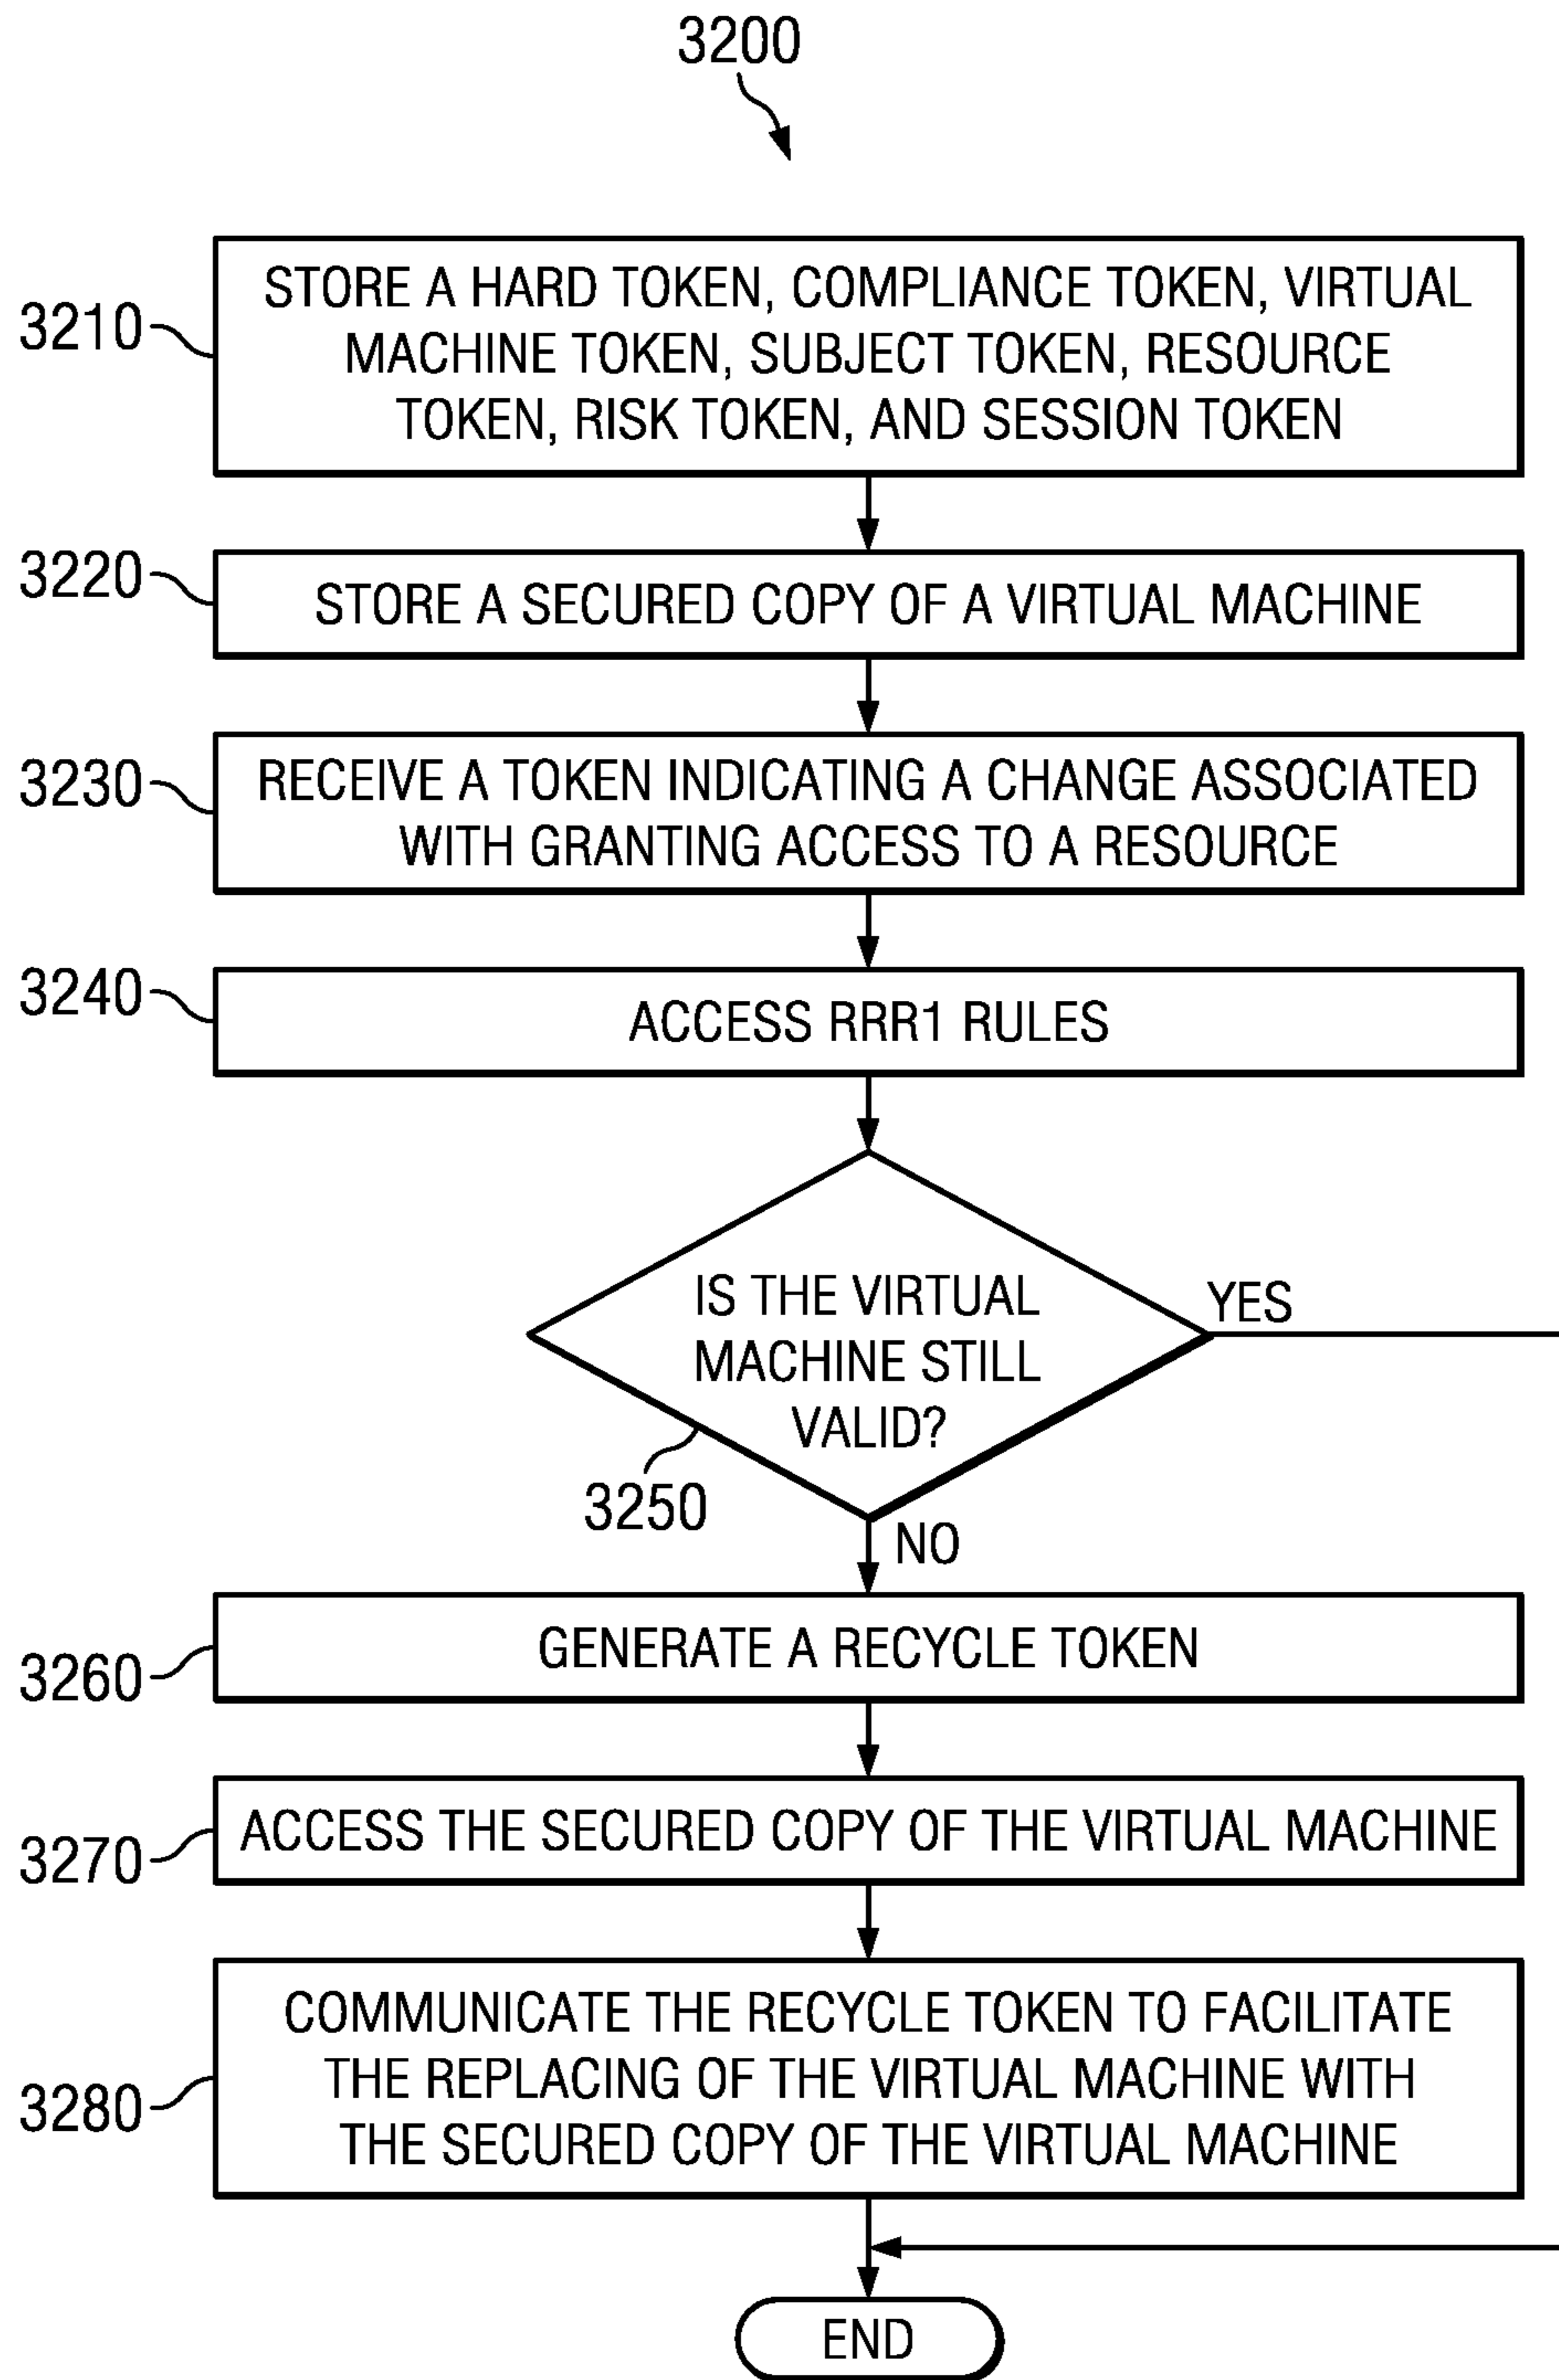 3200
3210
STORE A HARD TOKEN, COMPLIANCE TOKEN, VIRTUAL
MACHINE TOKEN, SUBJECT TOKEN, RESOURCE
TOKEN, RISK TOKEN, AND SESSION TOKEN
3220
STORE A SECURED COPY OF A VIRTUAL MACHINE
3230
RECEIVE A TOKEN INDICATING A CHANGE ASSOCIATED
WITH GRANTING ACCESS TO A RESOURCE
3240
ACCESS RRR1 RULES
IS THE VIRTUAL
MACHINE STILL
VALID?
YES
3250
NO
3260
GENERATE A RECYCLE TOKEN
3270
ACCESS THE SECURED COPY OF THE VIRTUAL MACHINE
3280
COMMUNICATE THE RECYCLE TOKEN TO FACILITATE
THE REPLACING OF THE VIRTUAL MACHINE WITH
THE SECURED COPY OF THE VIRTUAL MACHINE
END